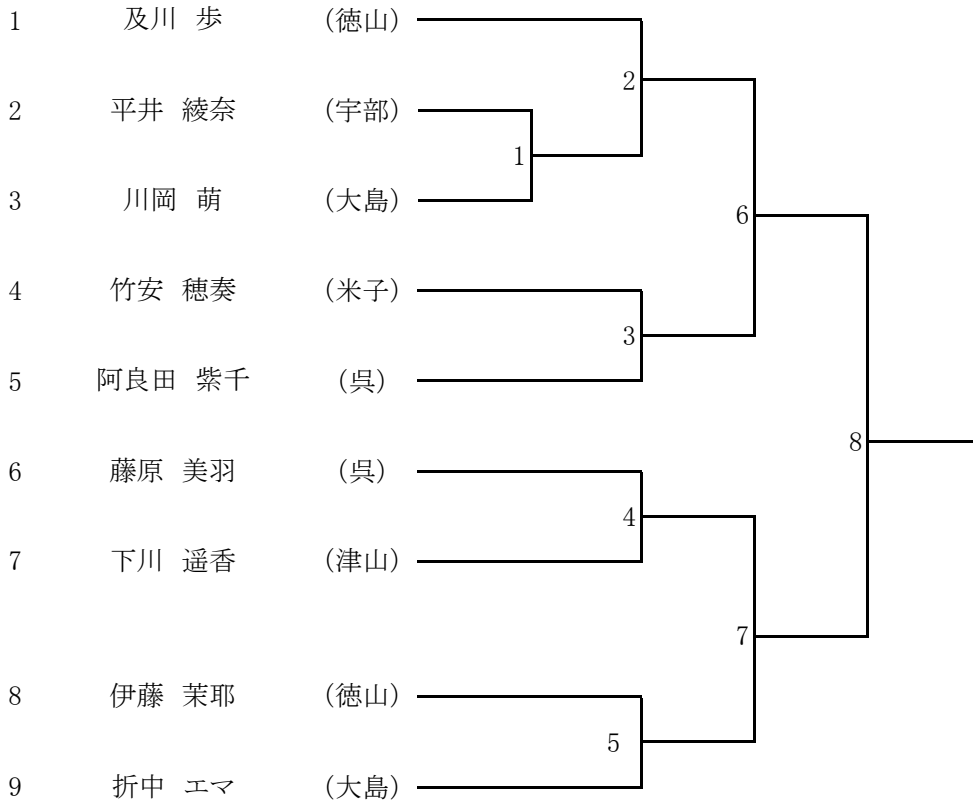 1 及川 歩 (徳山)
2
2 平井 綾奈 (宇部)
1
3 川岡 萌 (大島)
6
4 竹安 穂奏 (米子)
3
5 阿良田 紫千 (呉)
8
6 藤原 美羽 (呉)
4
7 下川 遥香 (津山)
7
8 伊藤 茉耶 (徳山)
5
9 折中 エマ (大島)